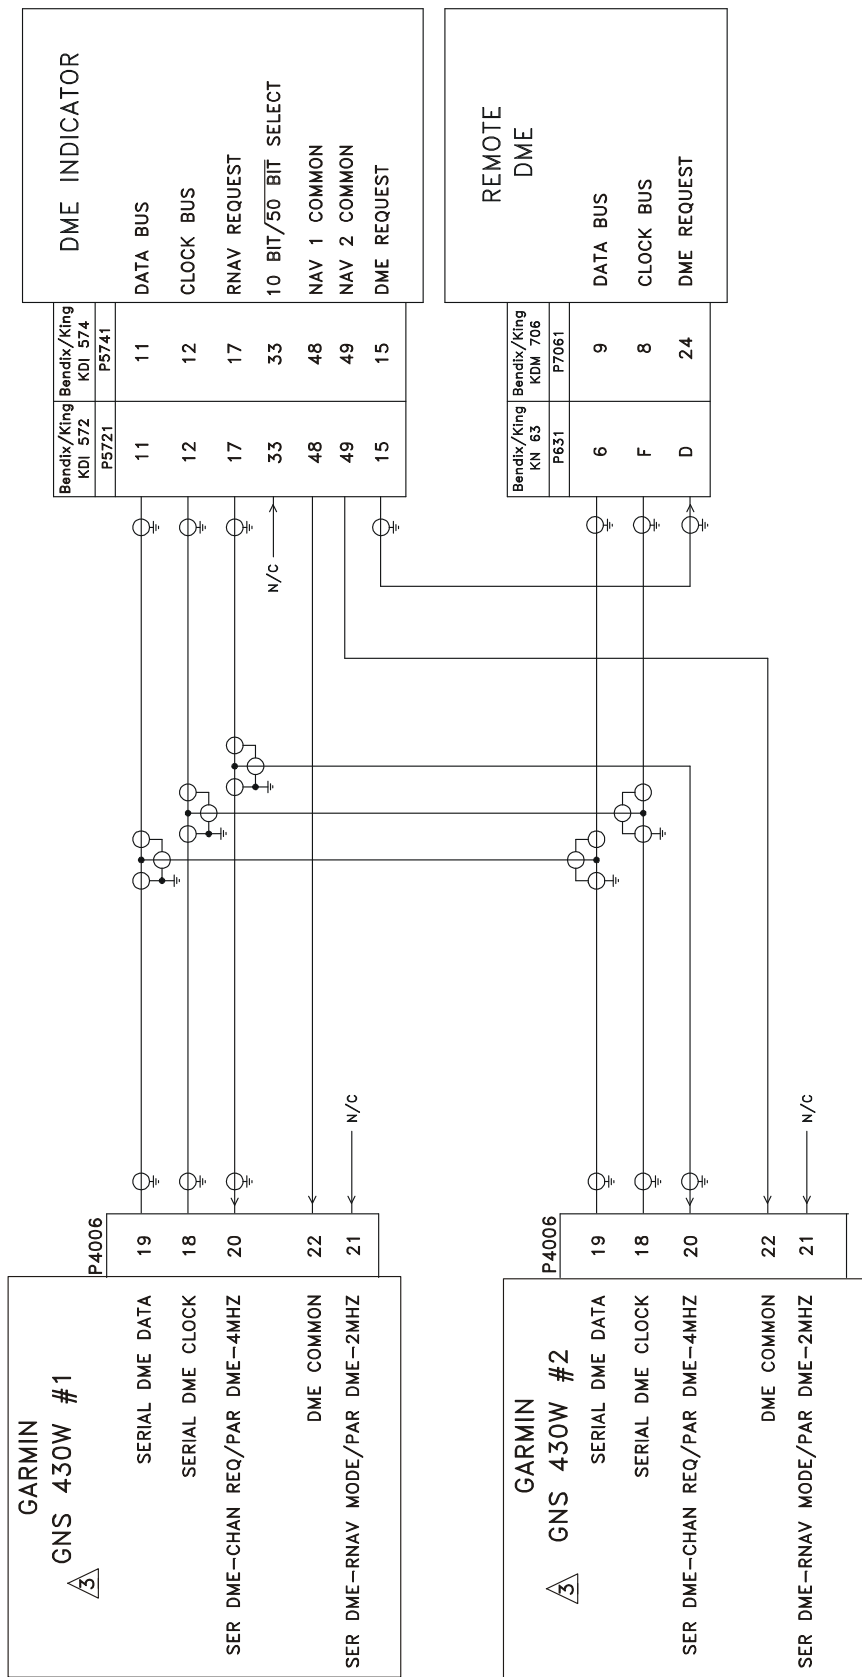 DME INDICATOR
Bendix/King
KDI 572
P5721
Bendix/King
KDI 574
P5741
11 11 DATA BUS
12 12 CLOCK BUS
17 17 RNAV REQUEST
33 33 10 BIT/50 BIT SELECT
48 48 NAV 1 COMMON
49 49 NAV 2 COMMON
15 15 DME REQUEST
N/C
REMOTE
DME
Bendix/King
KN 63
P631
Bendix/King
KDM 706
P7061
6 9 DATA BUS
F 8 CLOCK BUS
D 24 DME REQUEST
GARMIN
GNS 430W #1
3
P4006
SERIAL DME DATA 19
SERIAL DME CLOCK 18
SER DME-CHAN REQ/PAR DME-4MHZ 20
DME COMMON 22
SER DME-RNAV MODE/PAR DME-2MHZ 21
N/C
GARMIN
GNS 430W #2
3
P4006
SERIAL DME DATA 19
SERIAL DME CLOCK 18
SER DME-CHAN REQ/PAR DME-4MHZ 20
DME COMMON 22
SER DME-RNAV MODE/PAR DME-2MHZ 21
N/C